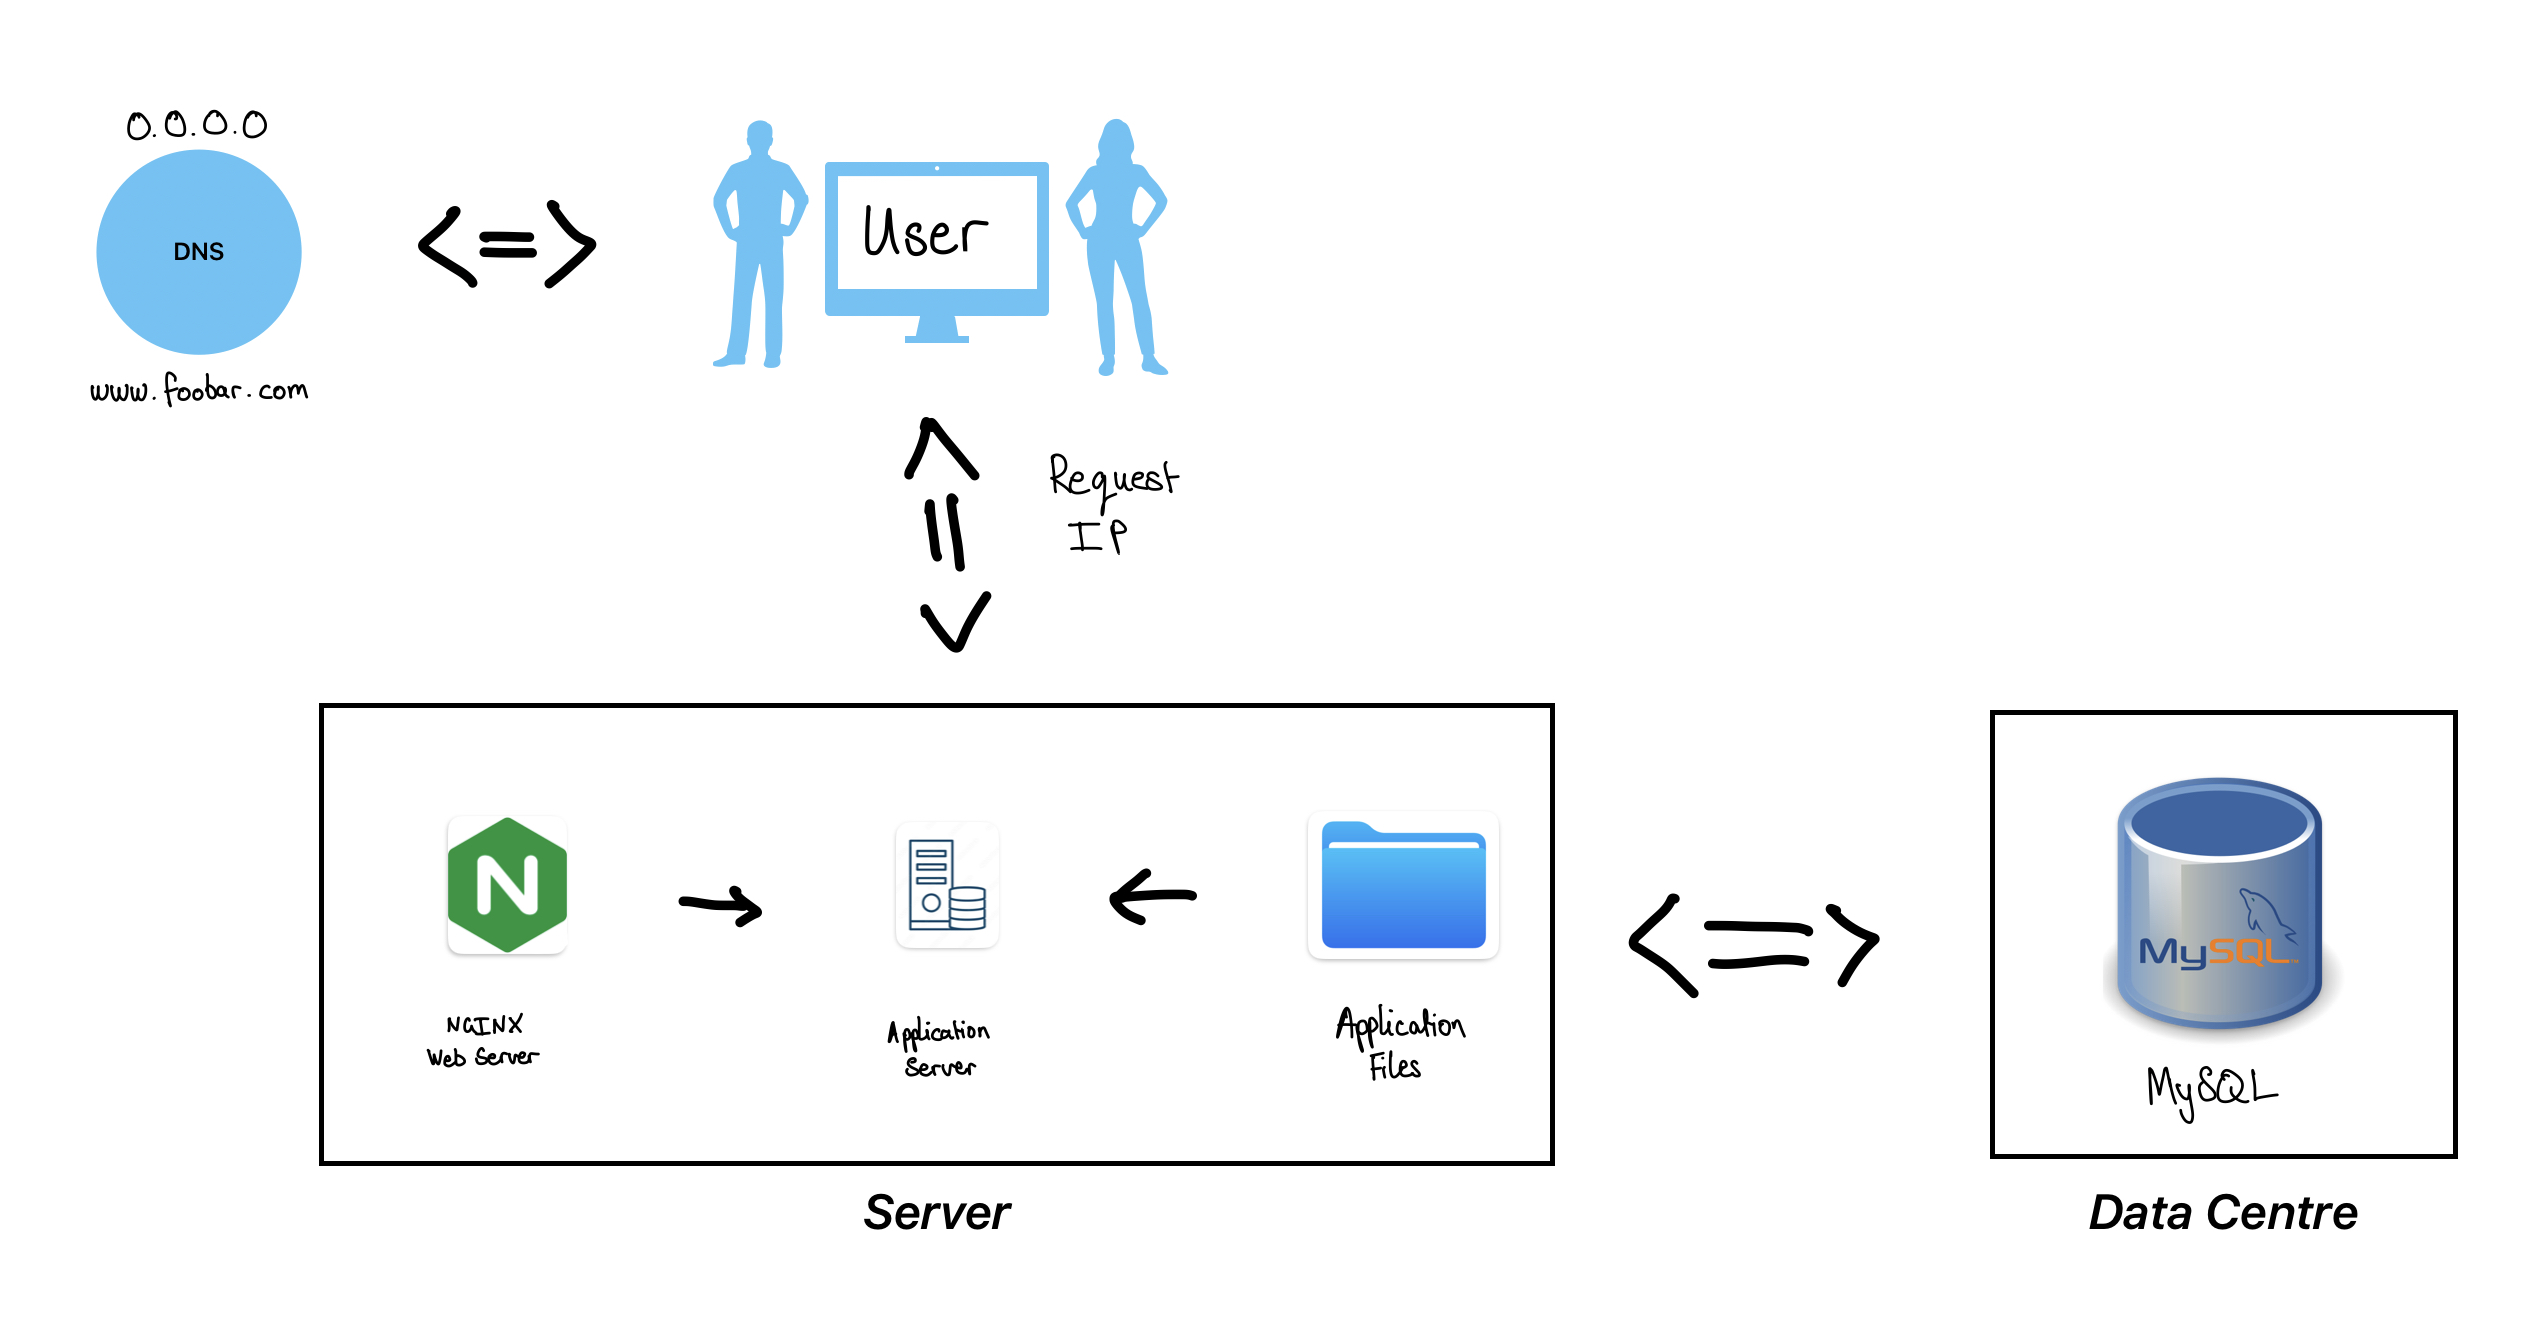 0.0.0.0
DNS
www.foobar.com
User
Request
IP
N
NGINX
Web Server
Application
Server
Application
Files
Server
MySQL
MySQL
Data Centre